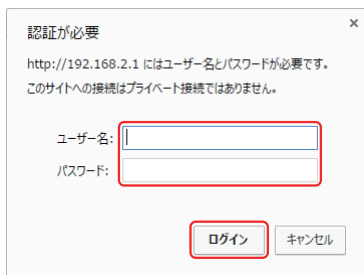 認証が必要
×
http://192.168.2.1 にはユーザー名とパスワードが必要です。
このサイトへの接続はプライベート接続ではありません。
ユーザー名:
パスワード:
ログイン キャンセル